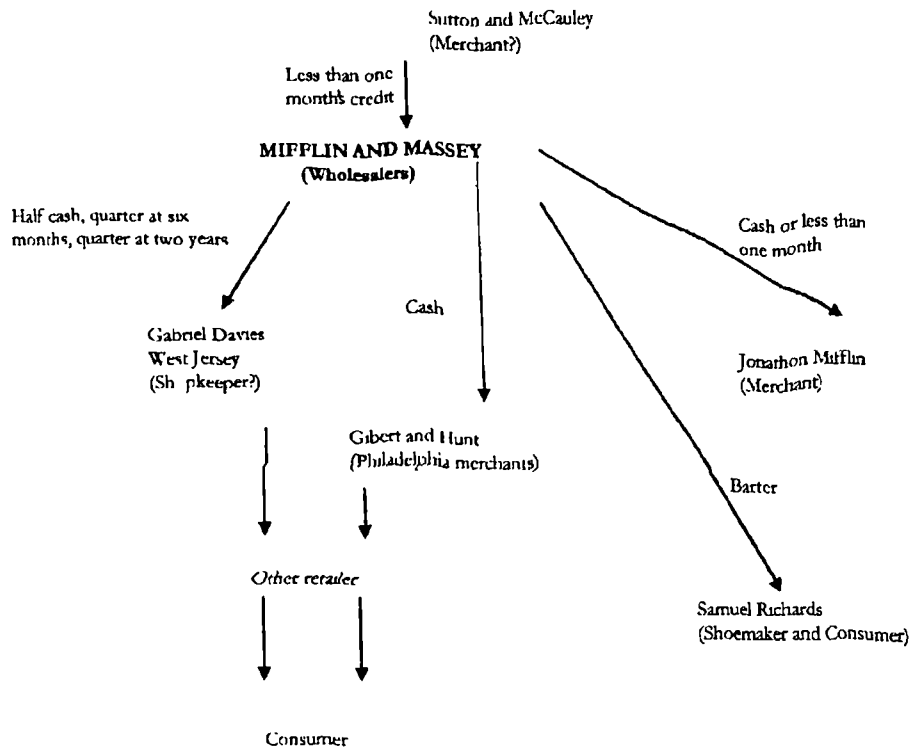 Sutton and McCauley
(Merchant?)
Less than one
month's credit
MIFFLIN AND MASSEY
(Wholesalers)
Half cash, quarter at six
months, quarter at two years
Cash or less than
one month
Cash
Gabriel Davies
West Jersey
(Sh pkeeper?)
Jonathon Mifflin
(Merchant)
Gibert and Hunt
(Philadelphia merchants)
Barter
Other retailer
Samuel Richards
(Shoemaker and Consumer)
Consumer